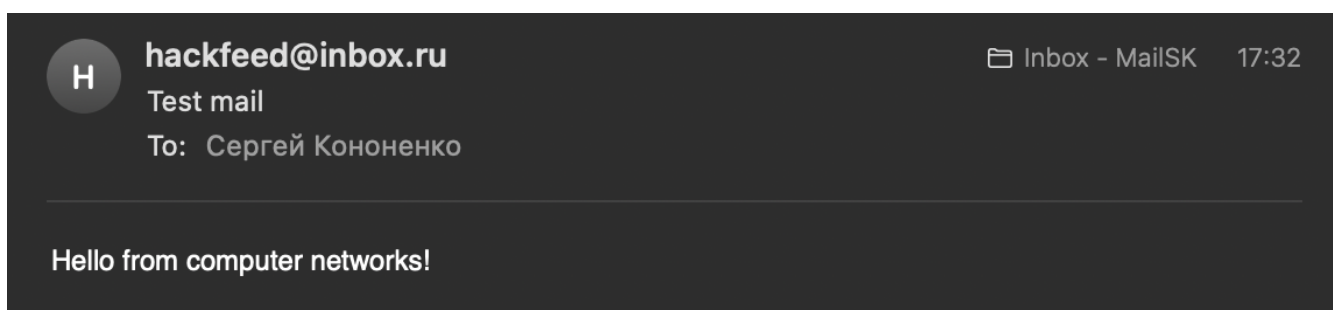 H
hackfeed@inbox.ru
Inbox - MailSK 17:32
Test mail
To: Сергей Кононенко
Hello from computer networks!